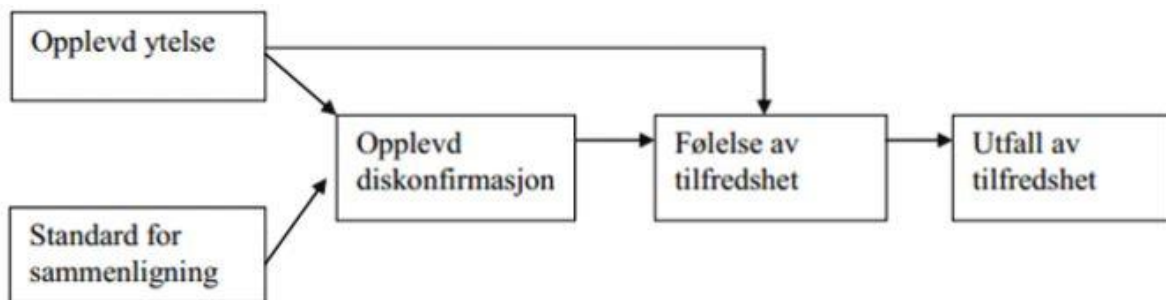 Opplevd ytelse
Opplevd
diskonfirmasjon
Følelse av
tilfredshet
Utfall av
tilfredshet
Standard for
sammenligning